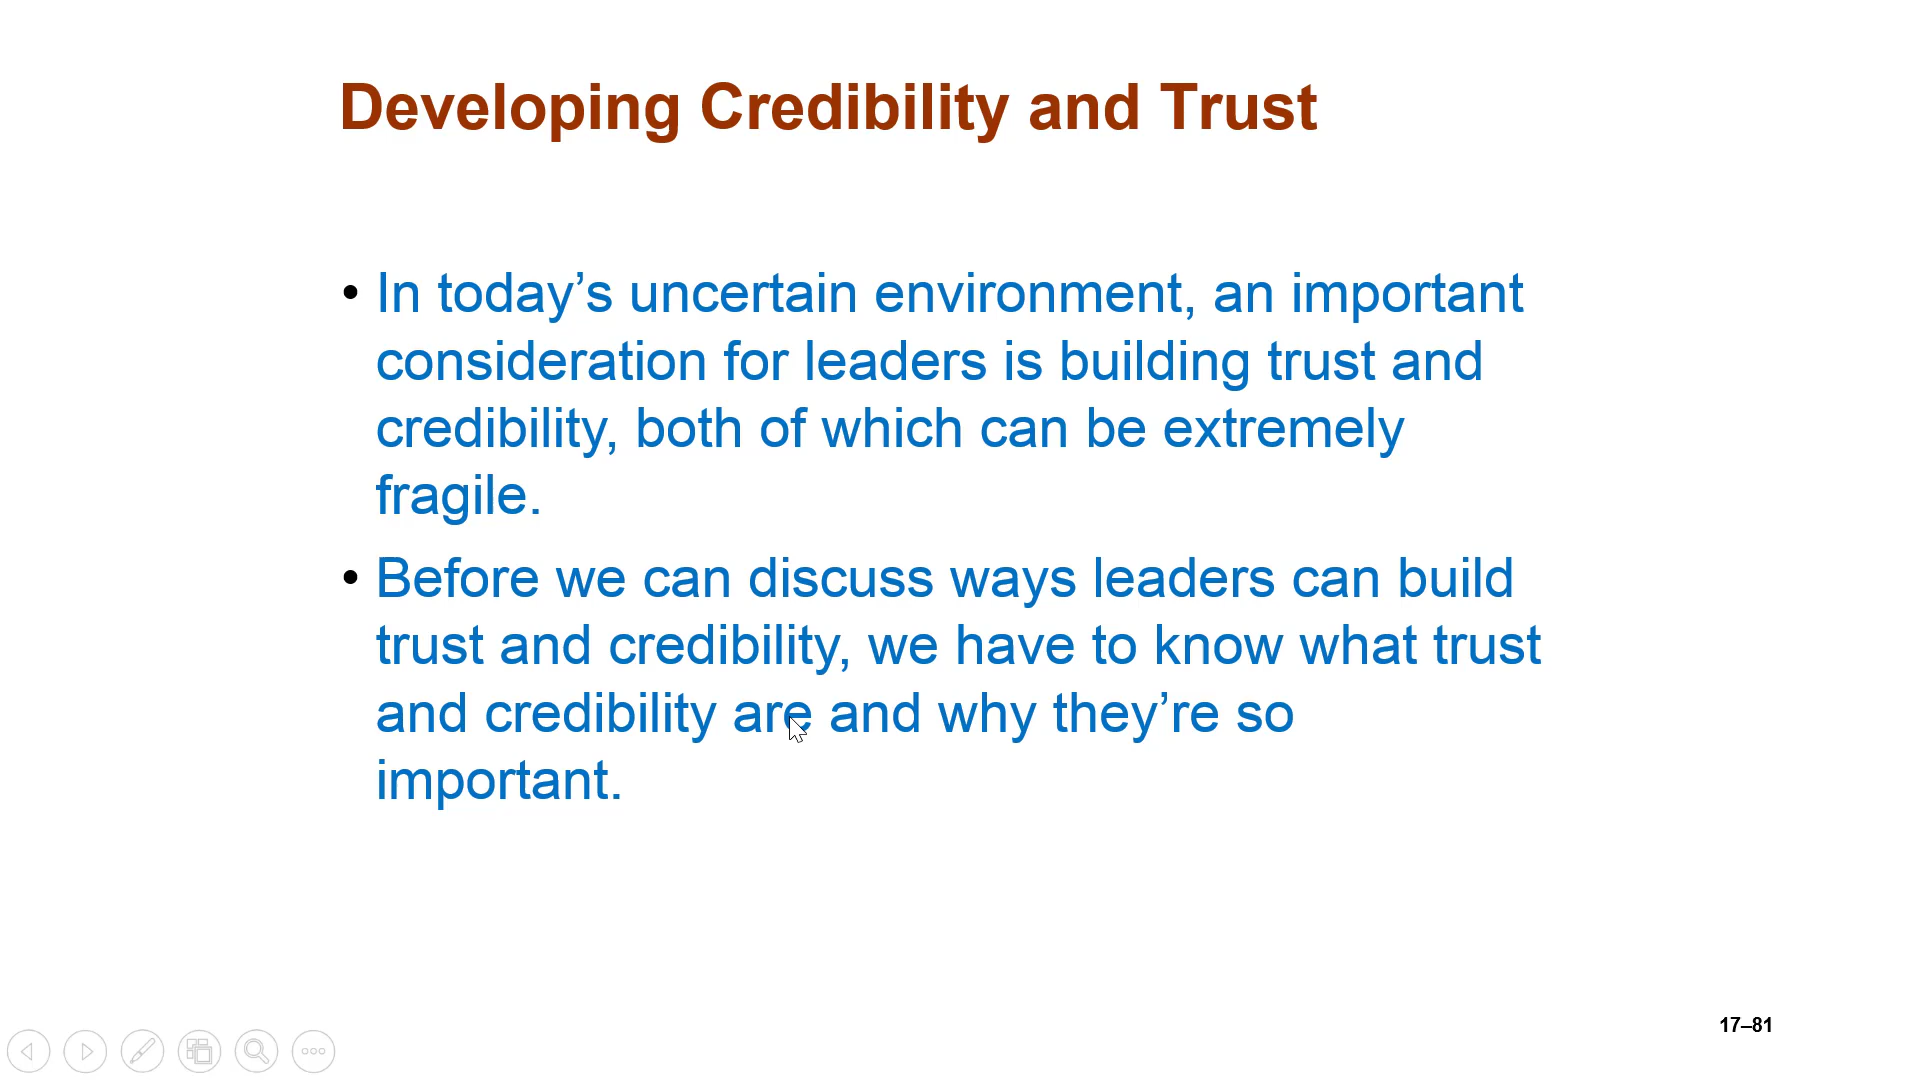 Developing Credibility and Trust
• In today’s uncertain environment, an important
consideration for leaders is building trust and
credibility, both of which can be extremely
fragile.
• Before we can discuss ways leaders can build
trust and credibility, we have to know what trust
and credibility are and why they’re so
important.
17–81